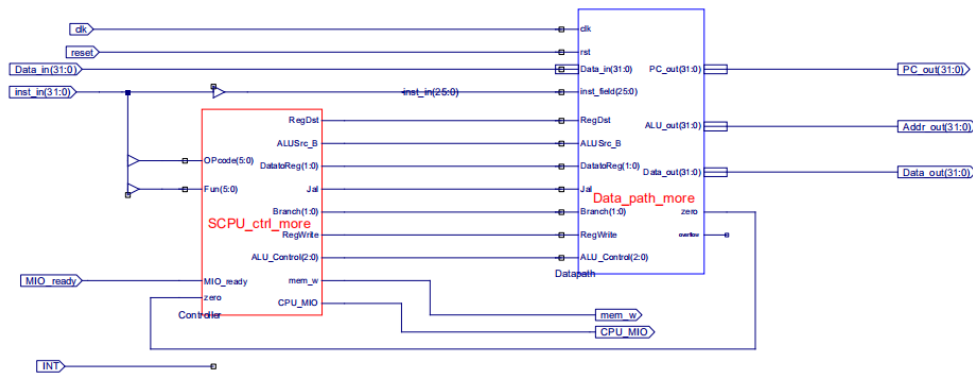 clk
reset
Data_in(31:0)
inst_in(31:0)
inst_in(25:0)
MIO_ready
INT
RegDst
ALUSrc_B
OPcode(5:0)
DatatoReg(1:0)
Fun(5:0)
Jal
Branch(1:0)
SCPU_ctrl_more
RegWrite
ALU_Control(2:0)
MIO_ready
mem_w
zero
CPU_MIO
Controller
clk
rst
Data_in(31:0)
PC_out(31:0)
inst_field(25:0)
RegDst
ALU_out(31:0)
ALUSrc_B
DatatoReg(1:0)
Data_out(31:0)
Jal
Data_path_more
Branch(1:0)
zero
RegWrite
overflow
ALU_Control(2:0)
Datapath
PC_out(31:0)
Addr_out(31:0)
Data_out(31:0)
mem_w
CPU_MIO